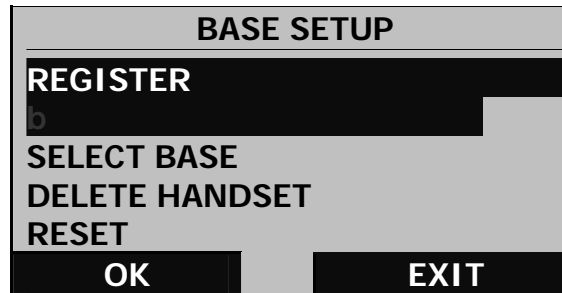 BASE SETUP
REGISTER
b
SELECT BASE
DELETE HANDSET
RESET
OK EXIT